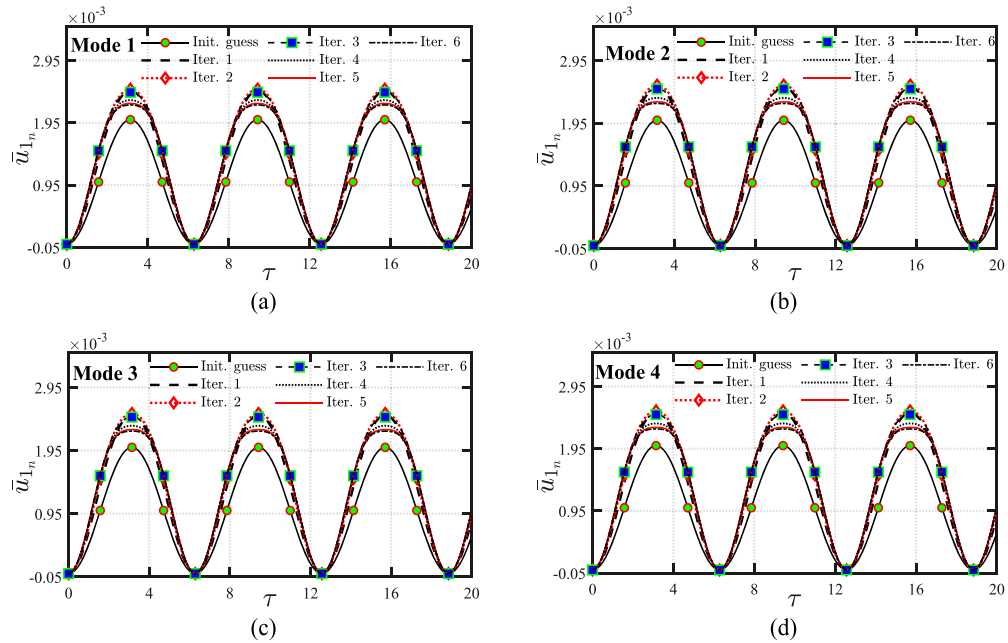 ×10⁻³ ×10⁻³
Mode 1 Init. guess Iter. 3 Iter. 6
Iter. 1 Iter. 4
Iter. 2 Iter. 5
Mode 2 Init. guess Iter. 3 Iter. 6
Iter. 1 Iter. 4
Iter. 2 Iter. 5
2.95 2.95
1.95 1.95
ū₁ₙ ū₁ₙ
0.95 0.95
-0.05 -0.05
0 4 8 12 16 20 0 4 8 12 16 20
τ τ
(a) (b)
×10⁻³ ×10⁻³
Mode 3 Init. guess Iter. 3 Iter. 6
Iter. 1 Iter. 4
Iter. 2 Iter. 5
Mode 4 Init. guess Iter. 3 Iter. 6
Iter. 1 Iter. 4
Iter. 2 Iter. 5
2.95 2.95
1.95 1.95
ū₁ₙ ū₁ₙ
0.95 0.95
-0.05 -0.05
0 4 8 12 16 20 0 4 8 12 16 20
τ τ
(c) (d)